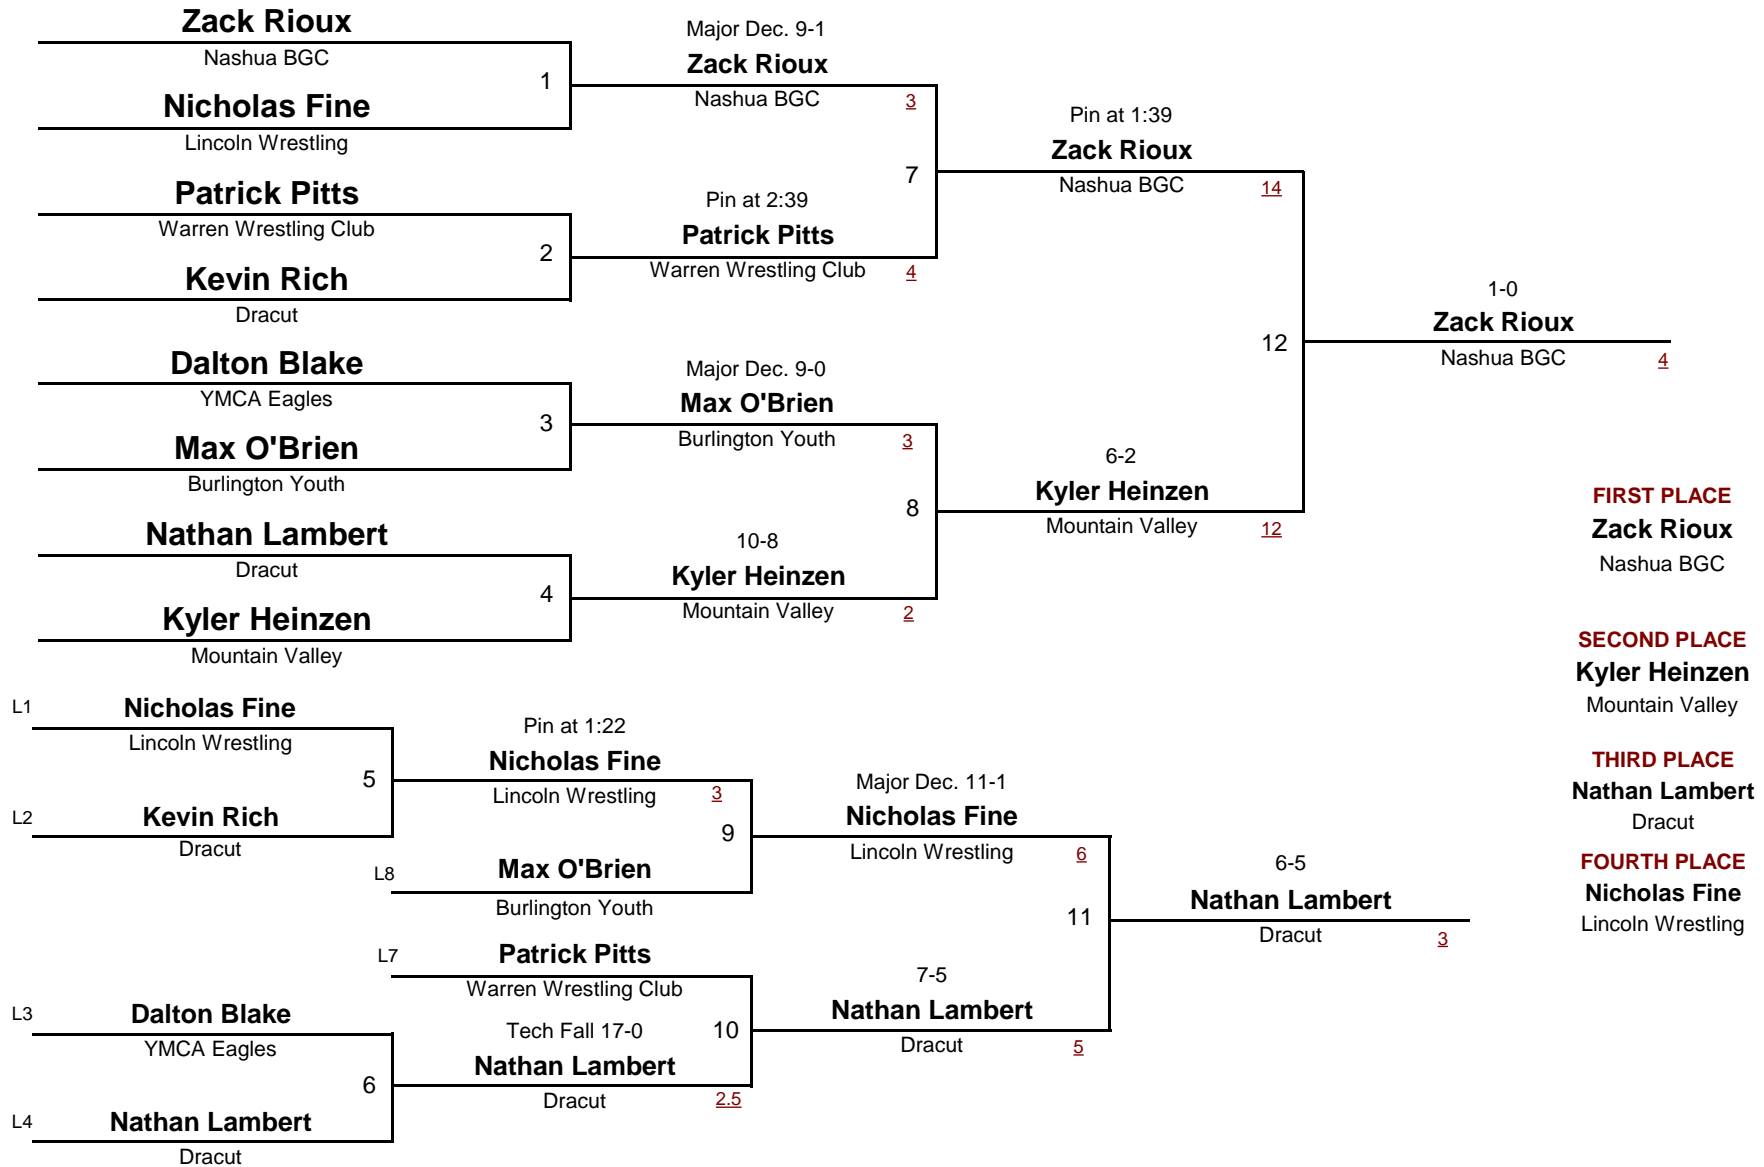 Zack Rioux
Nashua BGC
1
Nicholas Fine
Lincoln Wrestling
Patrick Pitts
Warren Wrestling Club
2
Kevin Rich
Dracut
Dalton Blake
YMCA Eagles
3
Max O'Brien
Burlington Youth
Nathan Lambert
Dracut
4
Kyler Heinzen
Mountain Valley
Major Dec. 9-1
Zack Rioux
Nashua BGC 3
7
Pin at 2:39
Patrick Pitts
Warren Wrestling Club 4
Major Dec. 9-0
Max O'Brien
Burlington Youth 3
8
10-8
Kyler Heinzen
Mountain Valley 2
Pin at 1:39
Zack Rioux
Nashua BGC 14
12
6-2
Kyler Heinzen
Mountain Valley 12
1-0
Zack Rioux
Nashua BGC 4
FIRST PLACE
Zack Rioux
Nashua BGC
SECOND PLACE
Kyler Heinzen
Mountain Valley
THIRD PLACE
Nathan Lambert
Dracut
FOURTH PLACE
Nicholas Fine
Lincoln Wrestling
L1 Nicholas Fine
Lincoln Wrestling
5
L2 Kevin Rich
Dracut
L3 Dalton Blake
YMCA Eagles
6
L4 Nathan Lambert
Dracut
Pin at 1:22
Nicholas Fine
Lincoln Wrestling 3
9
L8 Max O'Brien
Burlington Youth
L7 Patrick Pitts
Warren Wrestling Club
Tech Fall 17-0 10
Nathan Lambert
Dracut 2.5
Major Dec. 11-1
Nicholas Fine
Lincoln Wrestling 6
11
7-5
Nathan Lambert
Dracut 5
6-5
Nathan Lambert
Dracut 3